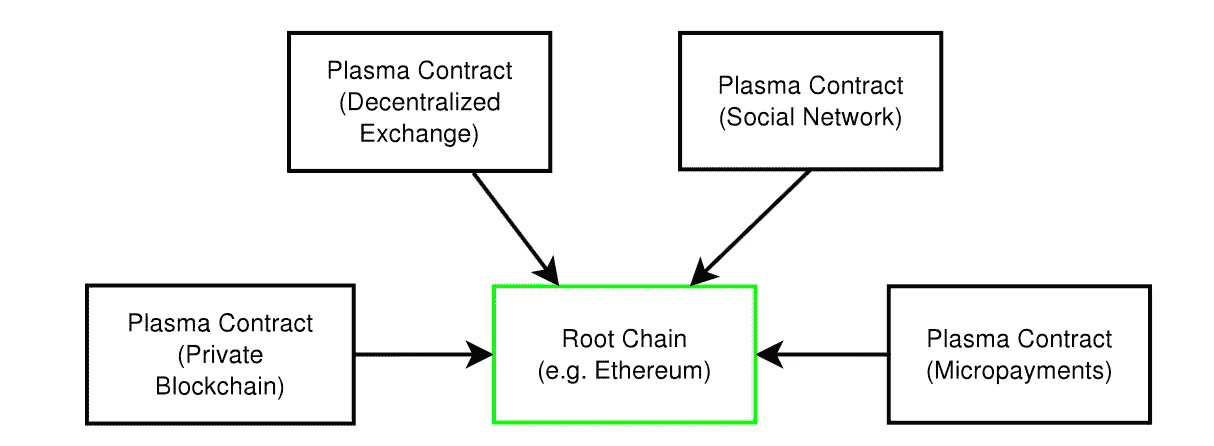 Plasma Contract
(Decentralized
Exchange)
Plasma Contract
(Social Network)
Plasma Contract
(Private
Blockchain)
Root Chain
(e.g. Ethereum)
Plasma Contract
(Micropayments)